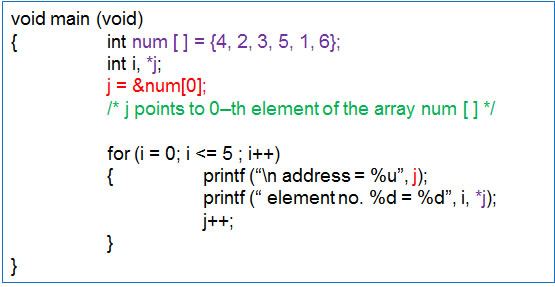 void main (void)
{ int num [ ] = {4, 2, 3, 5, 1, 6};
int i, *j;
j = &num[0];
/* j points to 0–th element of the array num [ ] */
for (i = 0; i <= 5 ; i++)
{ printf (“\n address = %u”, j);
printf (“ element no. %d = %d”, i, *j);
j++;
}
}